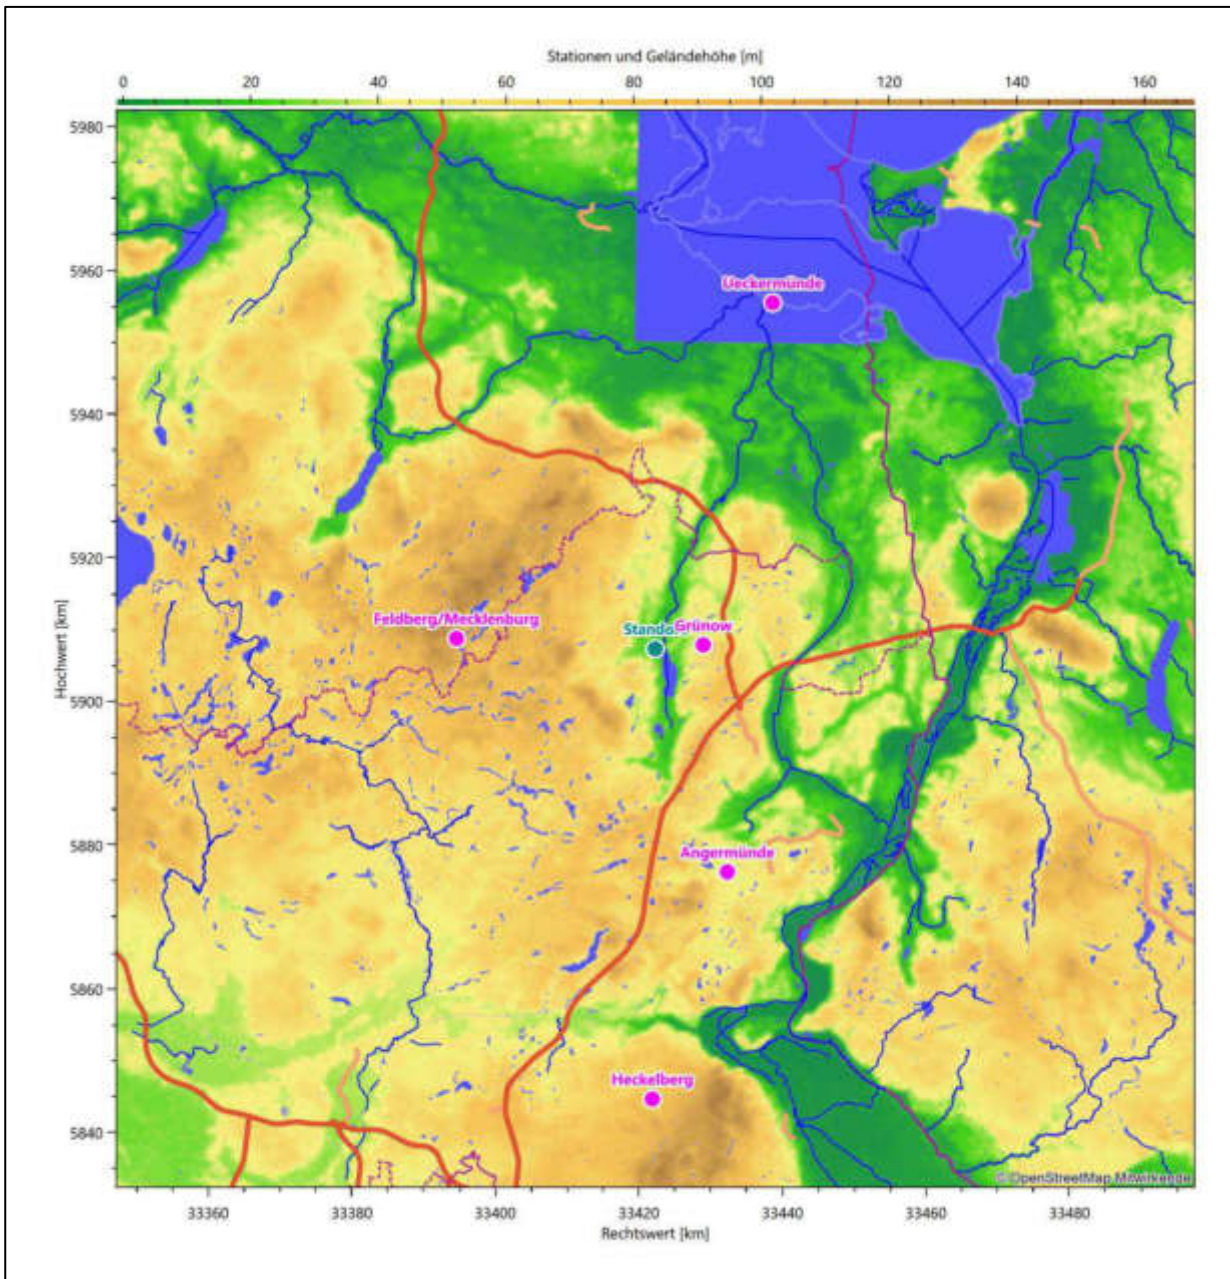 Stationen und Geländehöhe [m]
0 20 40 60 80 100 120 140 160
5980
5960
Ueckermünde
5940
5920
Feldberg/Mecklenburg
Grünow
Hochwert [km]
5900
5880
Angermünde
5860
Heckelberg
5840
© OpenStreetMap Mitwirkende
33360 33380 33400 33420 33440 33460 33480
Rechtswert [km]